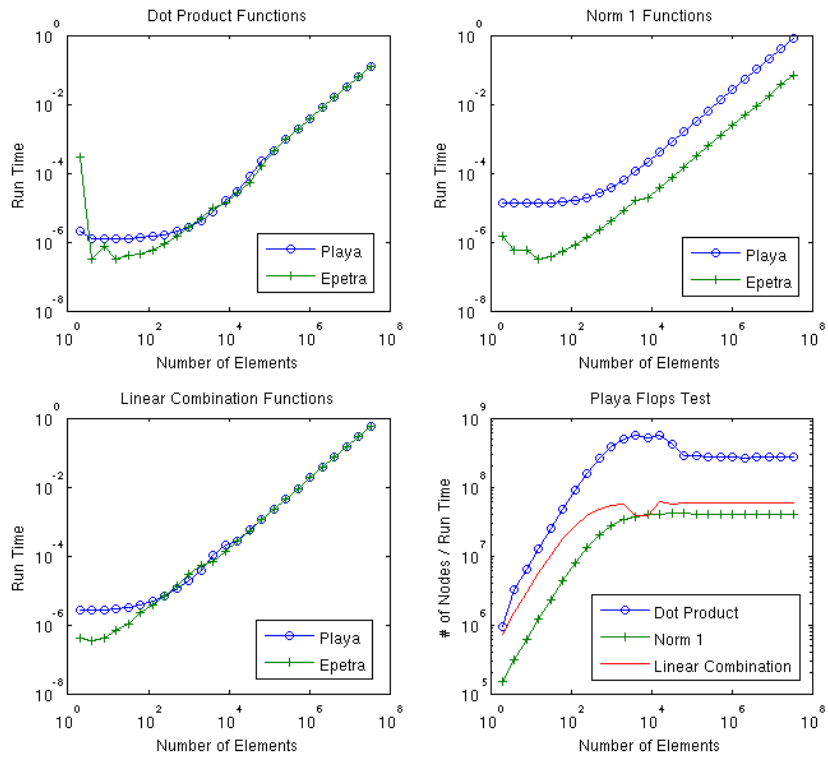 Dot Product Functions
10^0
10^-2
10^-4
10^-6
10^-8
Run Time
Playa
Epetra
10^0 10^2 10^4 10^6 10^8
Number of Elements
Norm 1 Functions
10^0
10^-2
10^-4
10^-6
10^-8
Run Time
Playa
Epetra
10^0 10^2 10^4 10^6 10^8
Number of Elements
Linear Combination Functions
10^0
10^-2
10^-4
10^-6
10^-8
Run Time
Playa
Epetra
10^0 10^2 10^4 10^6 10^8
Number of Elements
Playa Flops Test
10^9
10^8
10^7
10^6
10^5
# of Nodes / Run Time
Dot Product
Norm 1
Linear Combination
10^0 10^2 10^4 10^6 10^8
Number of Elements